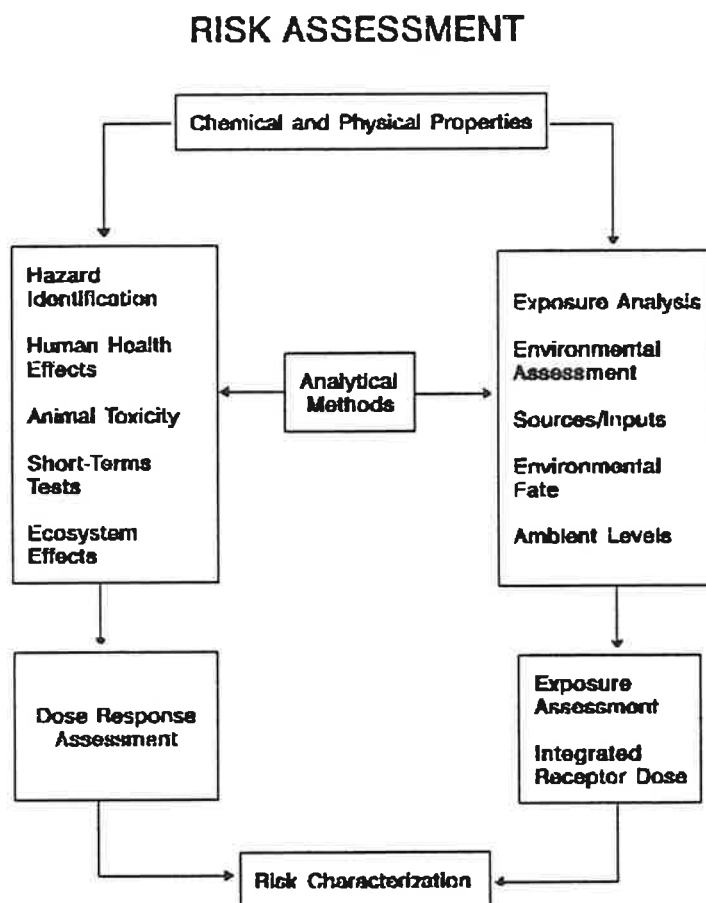 RISK ASSESSMENT
Chemical and Physical Properties
Hazard
Identification
Human Health
Effects
Animal Toxicity
Short-Terms
Tests
Ecosystem
Effects
Analytical
Methods
Exposure Analysis
Environmental
Assessment
Sources/Inputs
Environmental
Fate
Ambient Levels
Dose Response
Assessment
Exposure
Assessment
Integrated
Receptor Dose
Risk Characterization